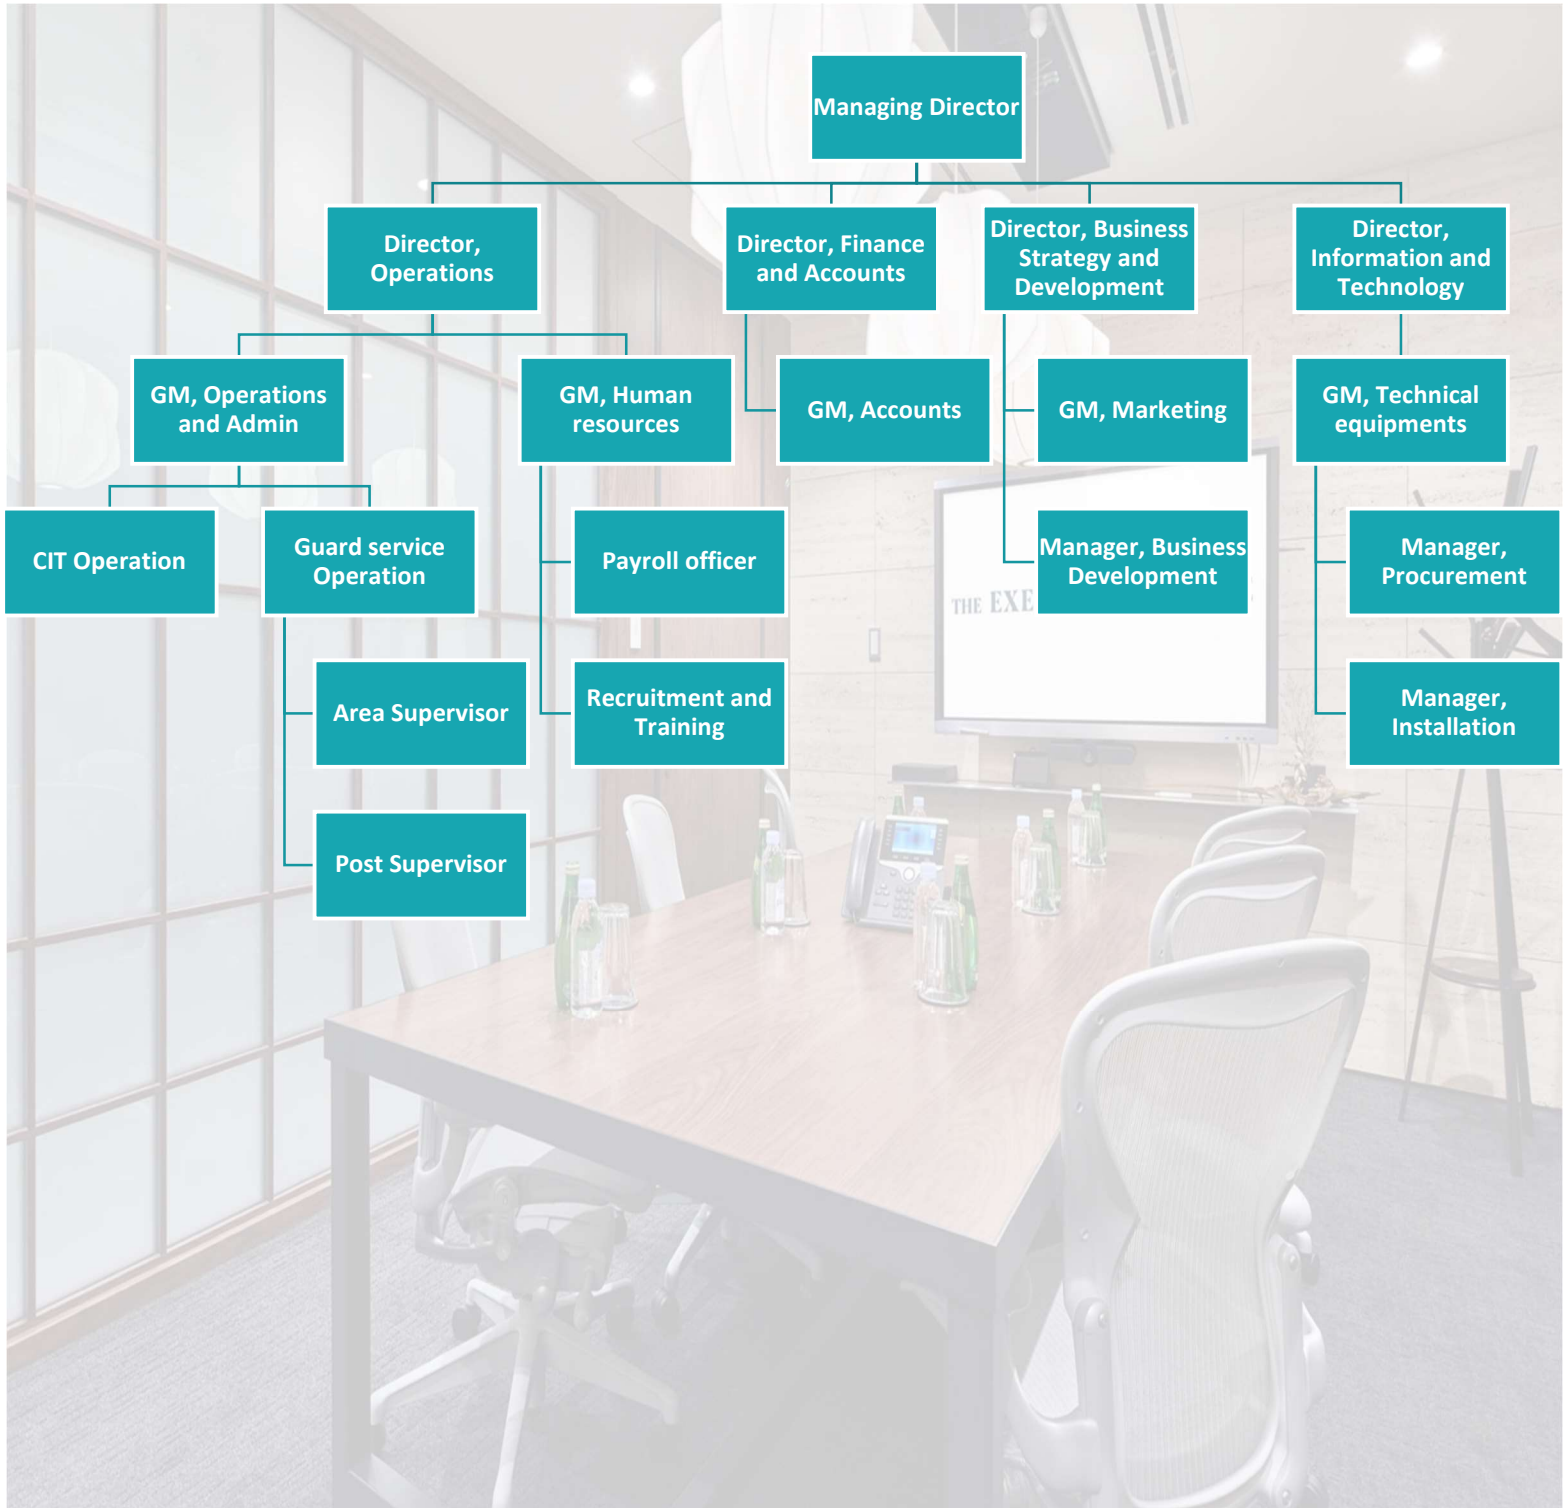 Managing Director
Director,
Operations
Director, Finance
and Accounts
Director, Business
Strategy and
Development
Director,
Information and
Technology
GM, Operations
and Admin
GM, Human
resources
GM, Accounts
GM, Marketing
GM, Technical
equipments
CIT Operation
Guard service
Operation
Payroll officer
Manager, Business
Development
Manager,
Procurement
THE EXE
Area Supervisor
Recruitment and
Training
Manager,
Installation
Post Supervisor